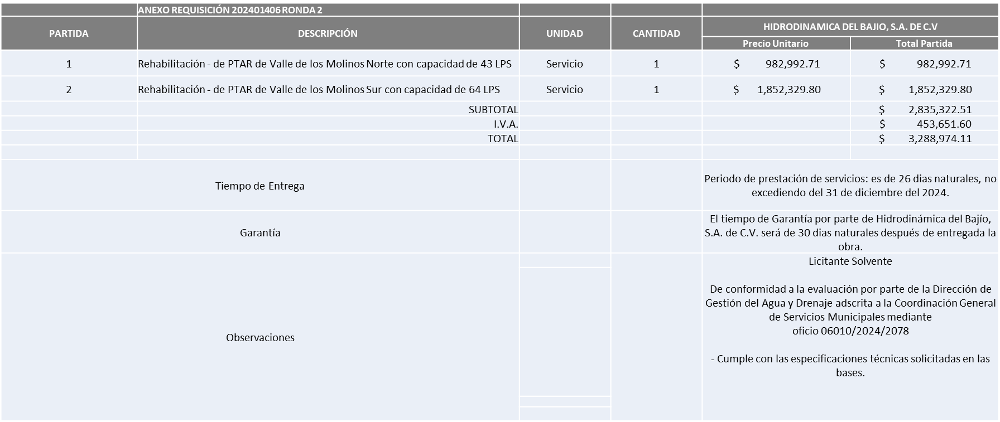 ANEXO REQUISICIÓN 202401406 RONDA 2
PARTIDA DESCRIPCIÓN UNIDAD CANTIDAD HIDRODINAMICA DEL BAJIO, S.A. DE C.V
Precio Unitario Total Partida
1 Rehabilitación - de PTAR de Valle de los Molinos Norte con capacidad de 43 LPS Servicio 1 $ 982,992.71 $ 982,992.71
2 Rehabilitación - de PTAR de Valle de los Molinos Sur con capacidad de 64 LPS Servicio 1 $ 1,852,329.80 $ 1,852,329.80
SUBTOTAL $ 2,835,322.51
I.V.A. $ 453,651.60
TOTAL $ 3,288,974.11
Tiempo de Entrega
Periodo de prestación de servicios: es de 26 dias naturales, no
excediendo del 31 de diciembre del 2024.
Garantía
El tiempo de Garantía por parte de Hidrodinámica del Bajío,
S.A. de C.V. será de 30 dias naturales después de entregada la
obra.
Observaciones
Licitante Solvente
De conformidad a la evaluación por parte de la Dirección de
Gestión del Agua y Drenaje adscrita a la Coordinación General
de Servicios Municipales mediante
oficio 06010/2024/2078
- Cumple con las especificaciones técnicas solicitadas en las
bases.